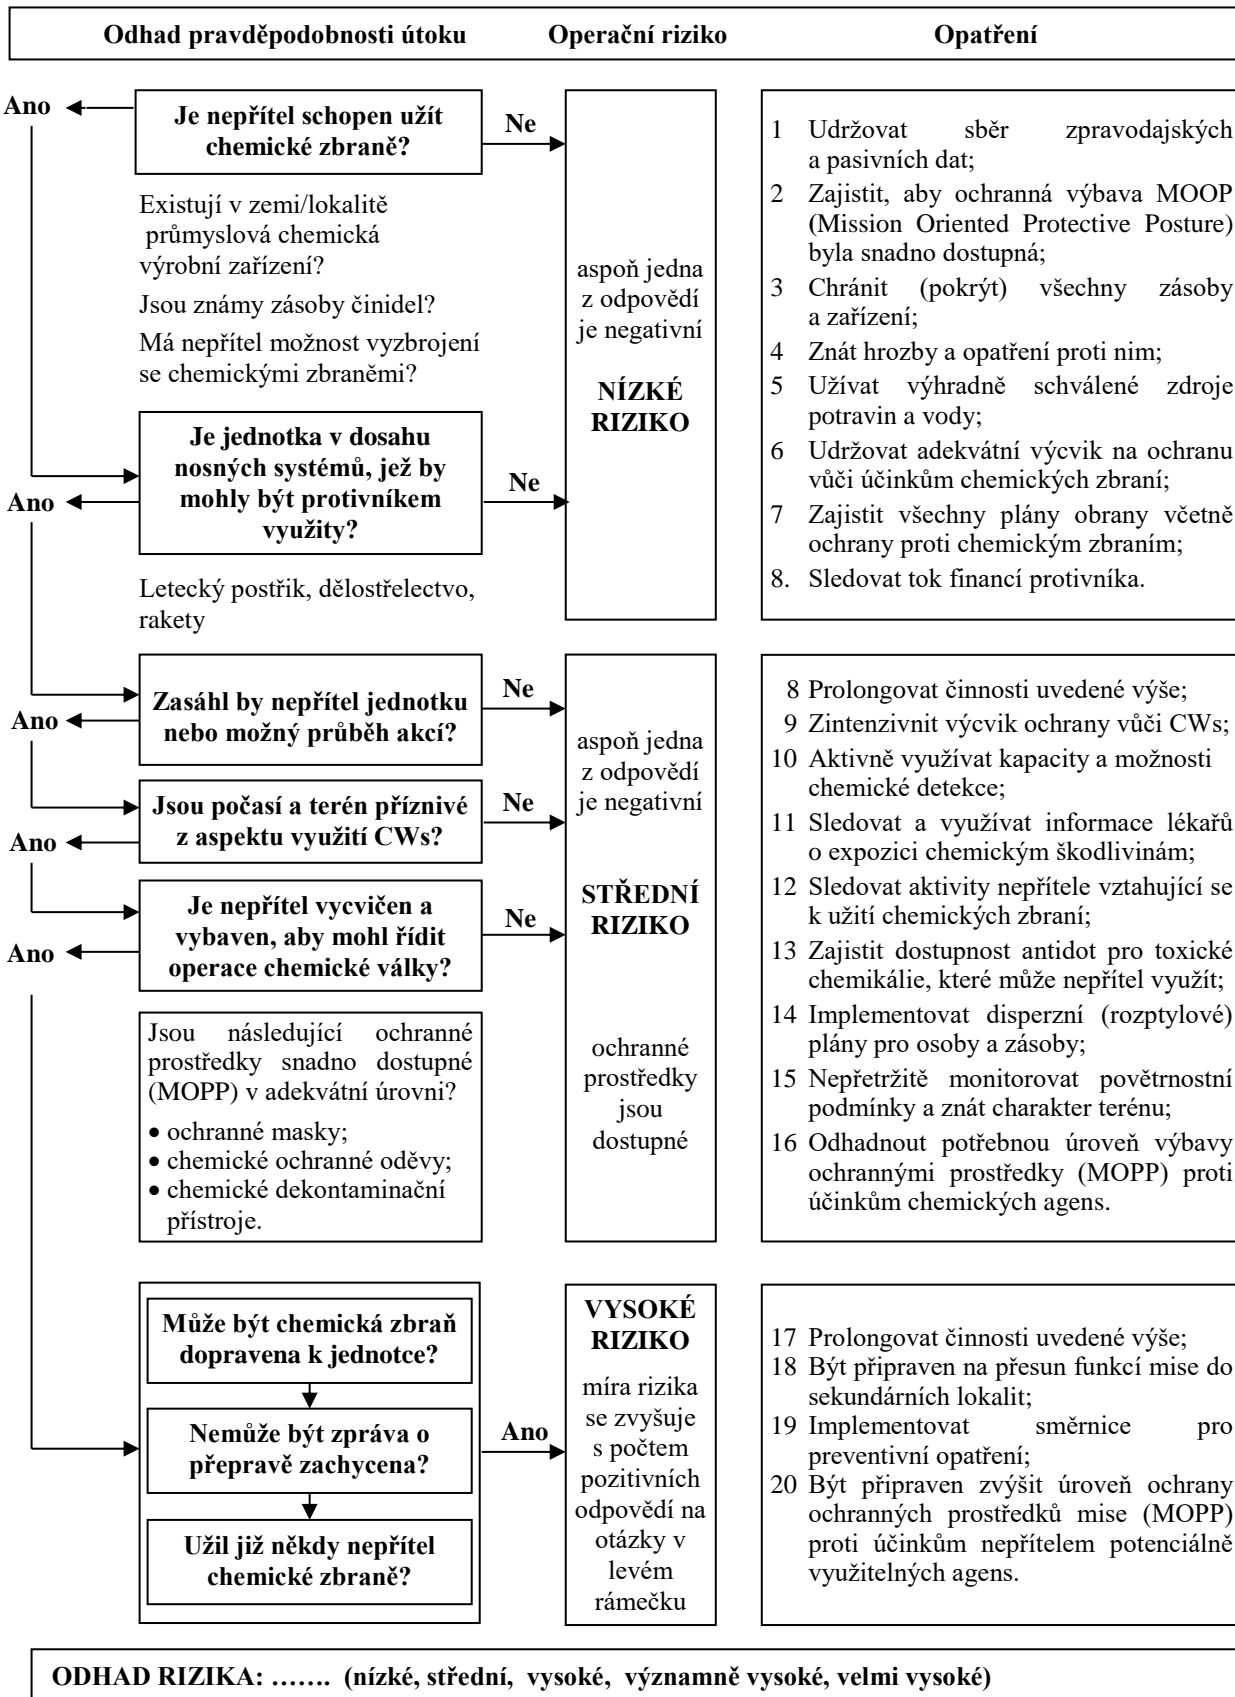 Odhad pravděpodobnosti útoku Operační riziko Opatření
Ano
Je nepřítel schopen užít
chemické zbraně?
Ne
Existují v zemi/lokalitě
průmyslová chemická
výrobní zařízení?
Jsou známy zásoby činidel?
Má nepřítel možnost vyzbrojení
se chemickými zbraněmi?
Ano
Je jednotka v dosahu
nosných systémů, jež by
mohly být protivníkem
využity?
Ne
Letecký postřik, dělostřelectvo,
rakety
aspoň jedna
z odpovědí
je negativní
NÍZKÉ
RIZIKO
1 Udržovat sběr zpravodajských
a pasivních dat;
2 Zajistit, aby ochranná výbava MOOP
(Mission Oriented Protective Posture)
byla snadno dostupná;
3 Chránit (pokrýt) všechny zásoby
a zařízení;
4 Znát hrozby a opatření proti nim;
5 Užívat výhradně schválené zdroje
potravin a vody;
6 Udržovat adekvátní výcvik na ochranu
vůči účinkům chemických zbraní;
7 Zajistit všechny plány obrany včetně
ochrany proti chemickým zbraním;
8. Sledovat tok financí protivníka.
Ano
Zasáhl by nepřítel jednotku
nebo možný průběh akcí?
Ne
Ano
Jsou počasí a terén příznivé
z aspektu využití CWs?
Ne
Ano
Je nepřítel vycvičen a
vybaven, aby mohl řídit
operace chemické války?
Ne
Jsou následující ochranné
prostředky snadno dostupné
(MOPP) v adekvátní úrovni?
• ochranné masky;
• chemické ochranné oděvy;
• chemické dekontaminační
přístroje.
aspoň jedna
z odpovědí
je negativní
STŘEDNÍ
RIZIKO
ochranné
prostředky
jsou
dostupné
8 Prolongovat činnosti uvedené výše;
9 Zintenzivnit výcvik ochrany vůči CWs;
10 Aktivně využívat kapacity a možnosti
chemické detekce;
11 Sledovat a využívat informace lékařů
o expozici chemickým škodlivinám;
12 Sledovat aktivity nepřítele vztahující se
k užití chemických zbraní;
13 Zajistit dostupnost antidot pro toxické
chemikálie, které může nepřítel využít;
14 Implementovat disperzní (rozptylové)
plány pro osoby a zásoby;
15 Nepřetržitě monitorovat povětrnostní
podmínky a znát charakter terénu;
16 Odhadnout potřebnou úroveň výbavy
ochrannými prostředky (MOPP) proti
účinkům chemických agens.
Může být chemická zbraň
dopravena k jednotce?
Nemůže být zpráva o
přepravě zachycena?
Užil již někdy nepřítel
chemické zbraně?
Ano
VYSOKÉ
RIZIKO
míra rizika
se zvyšuje
s počtem
pozitivních
odpovědí na
otázky v
levém
rámečku
17 Prolongovat činnosti uvedené výše;
18 Být připraven na přesun funkcí mise do
sekundárních lokalit;
19 Implementovat směrnice pro
preventivní opatření;
20 Být připraven zvýšit úroveň ochrany
ochranných prostředků mise (MOPP)
proti účinkům nepřítelem potenciálně
využitelných agens.
ODHAD RIZIKA: ……. (nízké, střední, vysoké, významně vysoké, velmi vysoké)